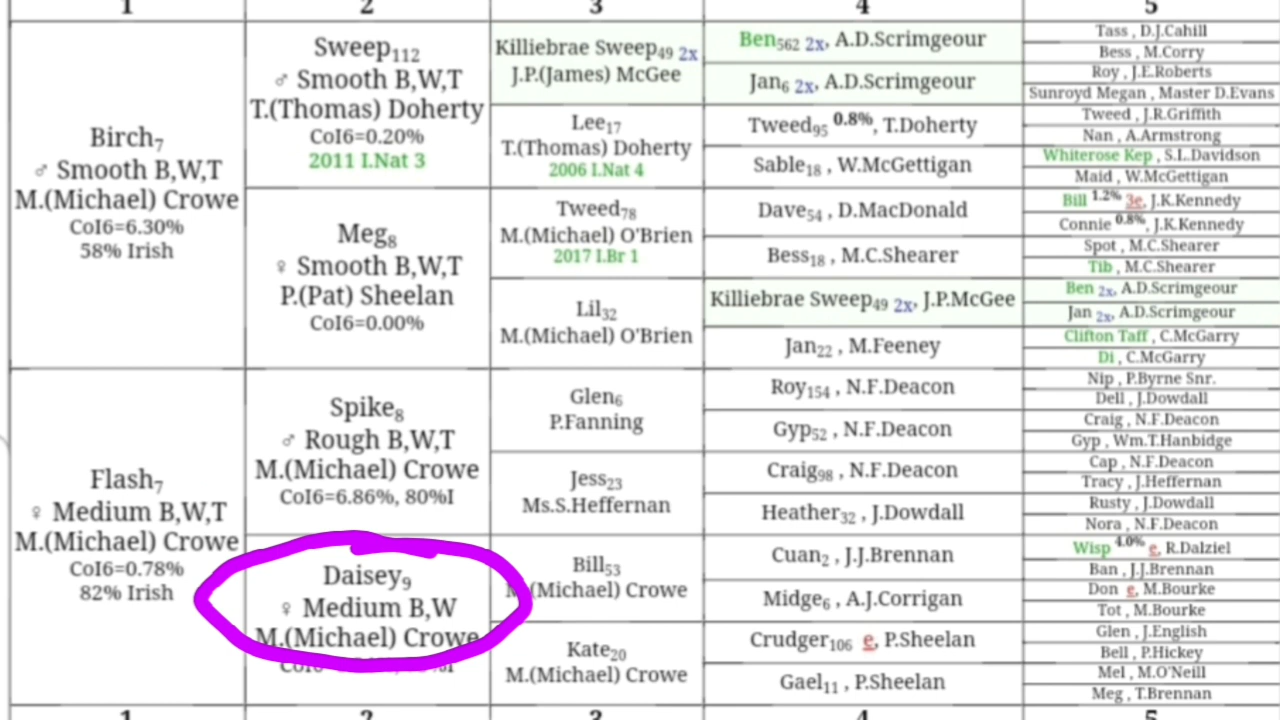 1 2 3 4 5
Birch7
♂ Smooth B,W,T
M.(Michael) Crowe
CoI6=6.30%
58% Irish
Flash7
♀ Medium B,W,T
M.(Michael) Crowe
CoI6=0.78%
82% Irish
Sweep112
♂ Smooth B,W,T
T.(Thomas) Doherty
CoI6=0.20%
2011 I.Nat 3
Meg8
♀ Smooth B,W,T
P.(Pat) Sheelan
CoI6=0.00%
Spike8
♂ Rough B,W,T
M.(Michael) Crowe
CoI6=6.86%, 80%I
Daisey9
♀ Medium B,W
M.(Michael) Crowe
Killiebrae Sweep49 2x
J.P.(James) McGee
Lee17
T.(Thomas) Doherty
2006 I.Nat 4
Tweed78
M.(Michael) O'Brien
2017 I.Br 1
Lil32
M.(Michael) O'Brien
Glen6
P.Fanning
Jess23
Ms.S.Heffernan
Bill53
(Michael) Crowe
Kate20
M.(Michael) Crowe
Ben562 2x, A.D.Scrimgeour
Jan6 2x, A.D.Scrimgeour
Tweed95 0.8%, T.Doherty
Sable18 , W.McGettigan
Dave54 , D.MacDonald
Bess18 , M.C.Shearer
Killiebrae Sweep49 2x, J.P.McGee
Jan22 , M.Feeney
Roy154 , N.F.Deacon
Gyp52 , N.F.Deacon
Craig98 , N.F.Deacon
Heather32 , J.Dowdall
Cuan2 , J.J.Brennan
Midge6 , A.J.Corrigan
Crudger106 e, P.Sheelan
Gael11 , P.Sheelan
Tass , D.J.Cahill
Bess , M.Corry
Roy , J.E.Roberts
Sunroyd Megan , Master D.Evans
Tweed , J.R.Griffith
Nan , A.Armstrong
Whiterose Kep , S.L.Davidson
Maid , W.McGettigan
Bill 1.2% 3e, J.K.Kennedy
Connie 0.8%, J.K.Kennedy
Spot , M.C.Shearer
Tib , M.C.Shearer
Ben 2x, A.D.Scrimgeour
Jan 2x, A.D.Scrimgeour
Clifton Taff , C.McGarry
Di , C.McGarry
Nip , P.Byrne Snr.
Dell , J.Dowdall
Craig , N.F.Deacon
Gyp , Wm.T.Hanbidge
Cap , N.F.Deacon
Tracy , J.Heffernan
Rusty , J.Dowdall
Nora , N.F.Deacon
Wisp 4.0% e, R.Dalziel
Ban , J.J.Brennan
Don e, M.Bourke
Tot , M.Bourke
Glen , J.English
Bell , P.Hickey
Mel , M.O'Neill
Meg , T.Brennan
1 2 3 4 5